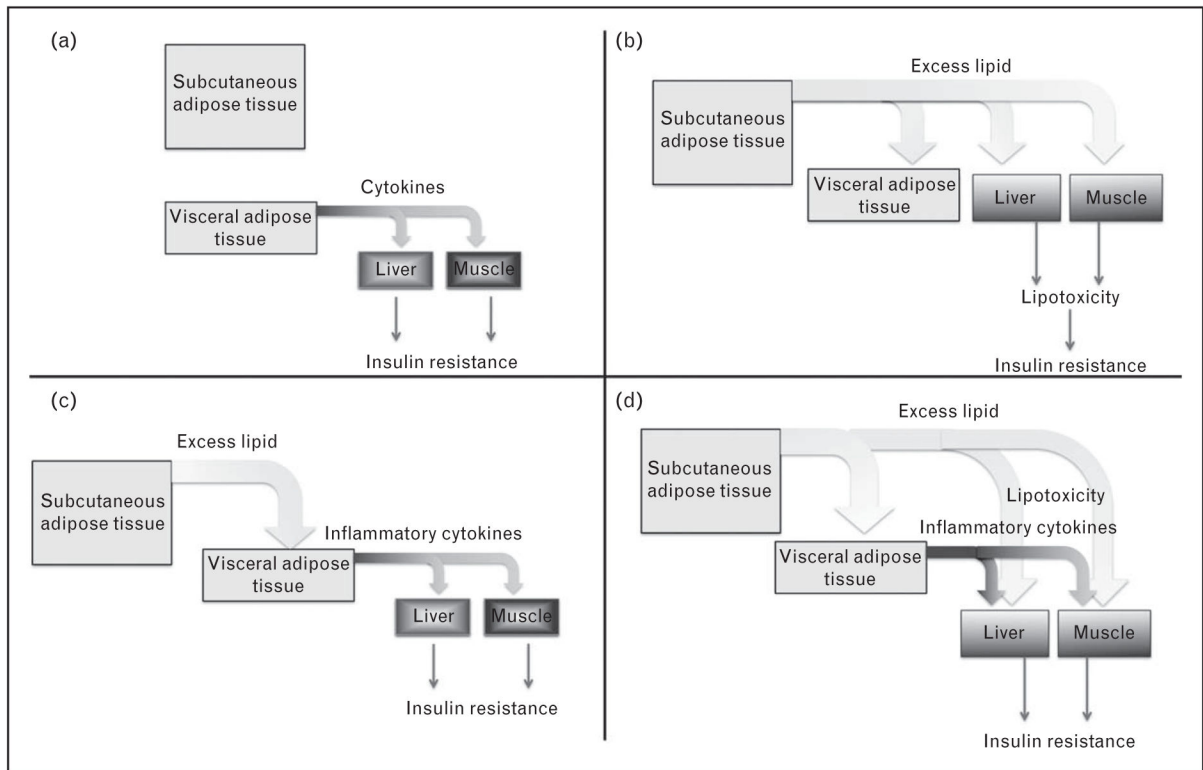 (a)
Subcutaneous
adipose tissue
Cytokines
Visceral adipose
tissue
Liver
Muscle
Insulin resistance
(b)
Excess lipid
Subcutaneous
adipose tissue
Visceral adipose
tissue
Liver
Muscle
Lipotoxicity
Insulin resistance
(c)
Excess lipid
Subcutaneous
adipose tissue
Inflammatory cytokines
Visceral adipose
tissue
Liver
Muscle
Insulin resistance
(d)
Excess lipid
Subcutaneous
adipose tissue
Lipotoxicity
Inflammatory cytokines
Visceral adipose
tissue
Liver
Muscle
Insulin resistance